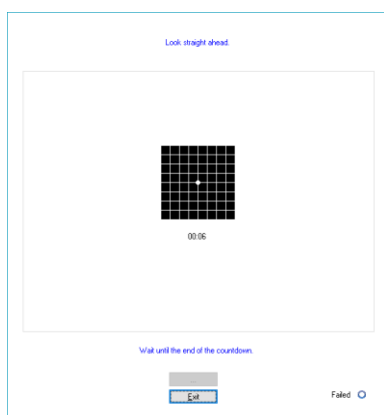 Look straight ahead.
00:06
Wait until the end of the countdown.
...
Exit
Failed